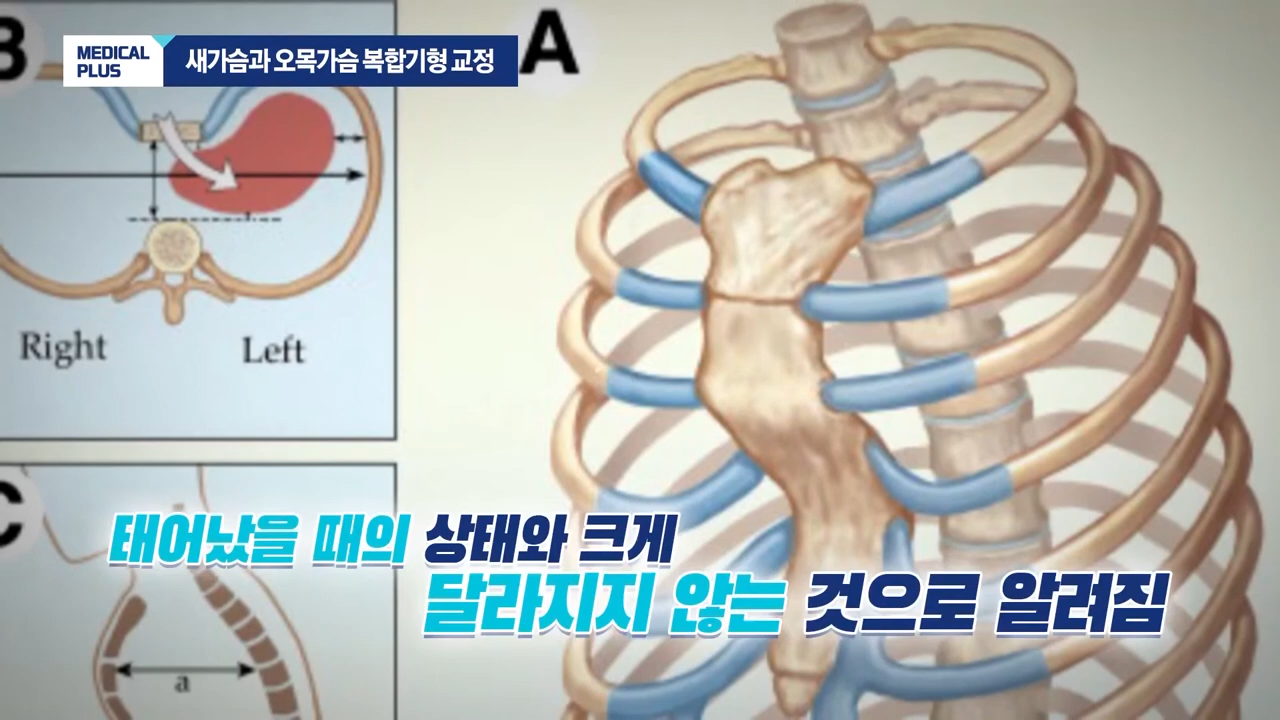 B
MEDICAL
PLUS
새가슴과 오목가슴 복합기형 교정
A
Right
Left
C
태어났을 때의 상태와 크게
달라지지 않는 것으로 알려짐
a